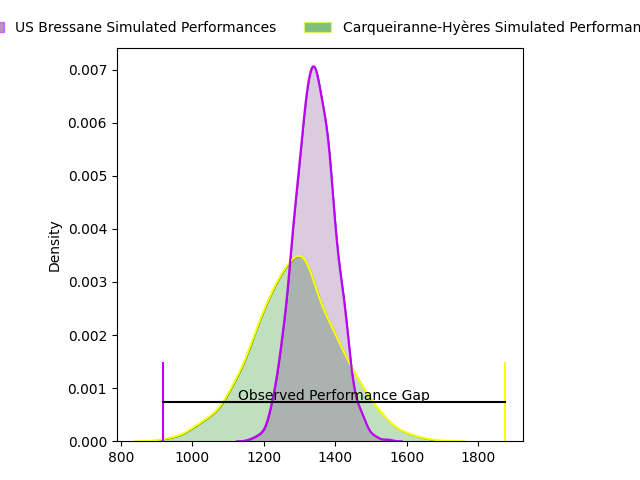 US Bressane Simulated Performances
Carqueiranne-Hyères Simulated Performan
0.007
0.006
0.005
0.004
0.003
0.002
0.001
0.000
Density
Observed Performance Gap
800 1000 1200 1400 1600 1800